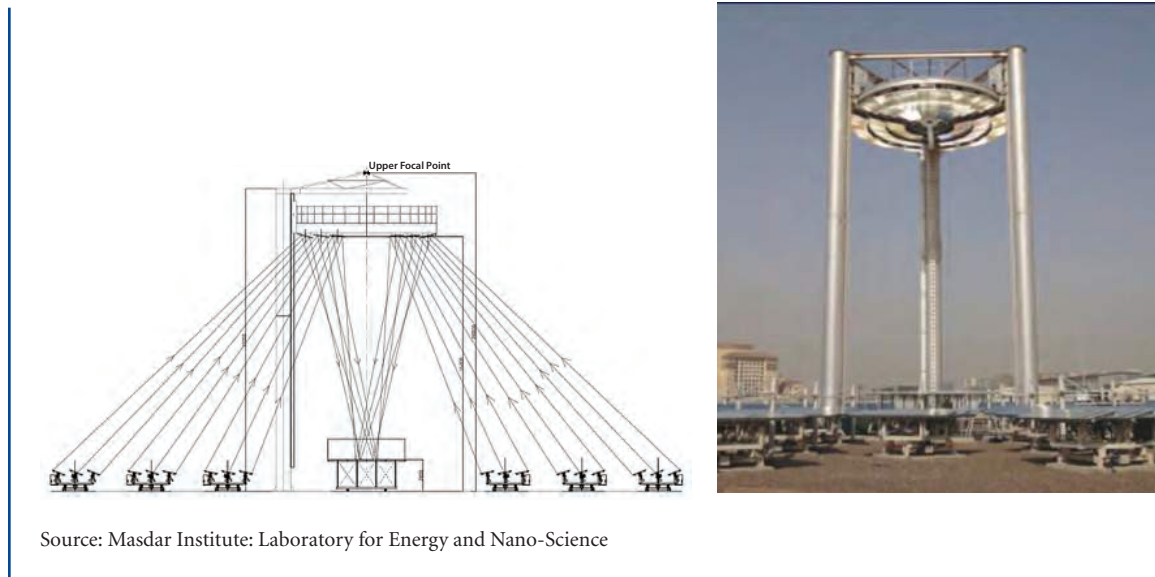 Upper Focal Point
Source: Masdar Institute: Laboratory for Energy and Nano-Science